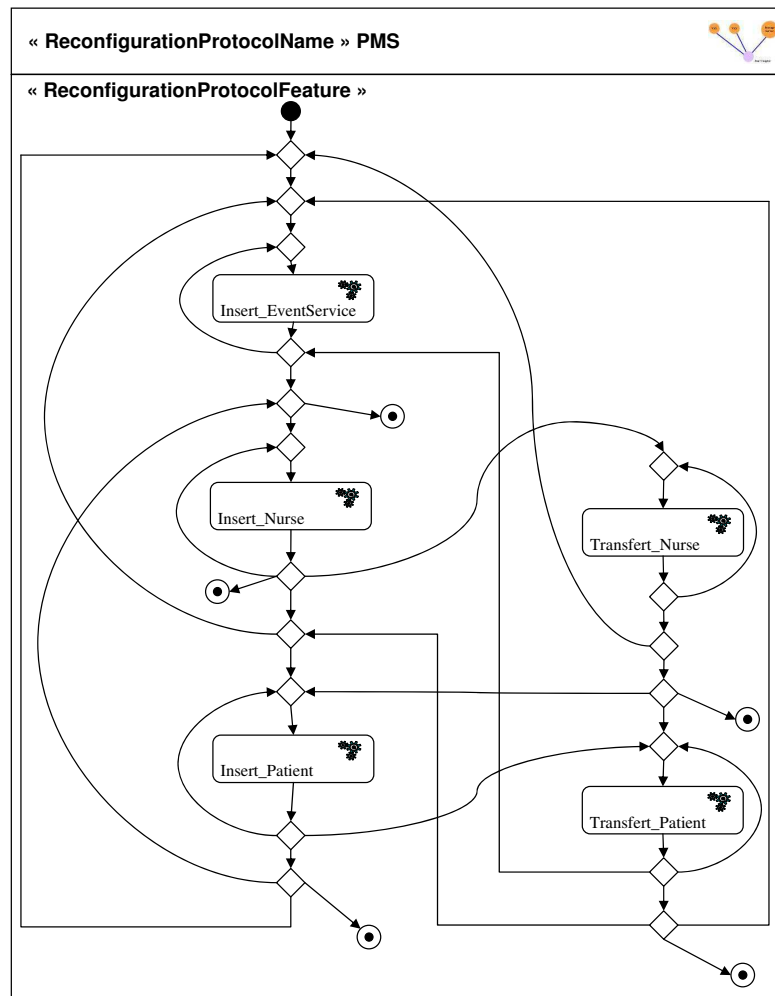 « ReconfigurationProtocolName » PMS
« ReconfigurationProtocolFeature »
Insert_EventService
Insert_Nurse
Transfert_Nurse
Insert_Patient
Transfert_Patient